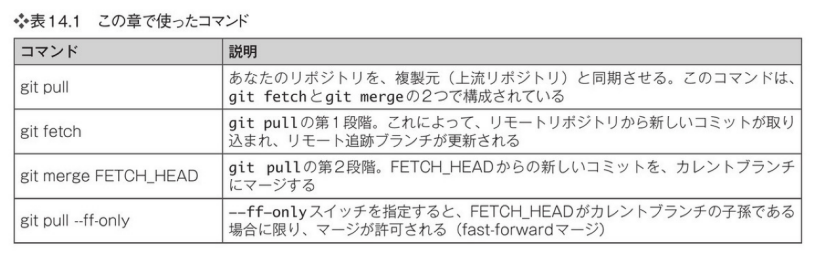 ❖表14.1 この章で使ったコマンド
コマンド 説明
git pull
あなたのリポジトリを、複製元（上流リポジトリ）と同期させる。このコマンドは、
git fetchとgit mergeの2つで構成されている
git fetch
git pullの第1段階。これによって、リモートリポジトリから新しいコミットが取り
込まれ、リモート追跡ブランチが更新される
git merge FETCH_HEAD
git pullの第2段階。FETCH_HEADからの新しいコミットを、カレントブランチ
にマージする
git pull --ff-only
--ff-onlyスイッチを指定すると、FETCH_HEADがカレントブランチの子孫である
場合に限り、マージが許可される（fast-forwardマージ）